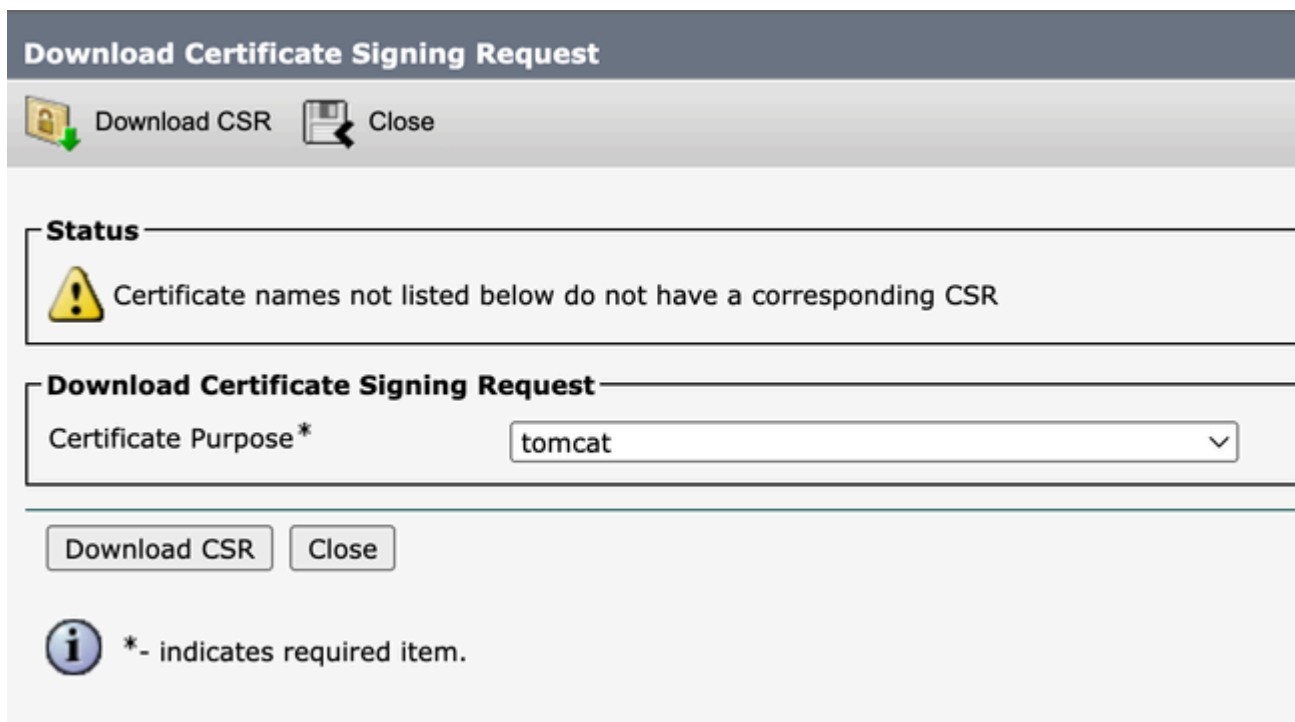 Download Certificate Signing Request
Download CSR Close
Status
Certificate names not listed below do not have a corresponding CSR
Download Certificate Signing Request
Certificate Purpose* tomcat
Download CSR Close
i *- indicates required item.